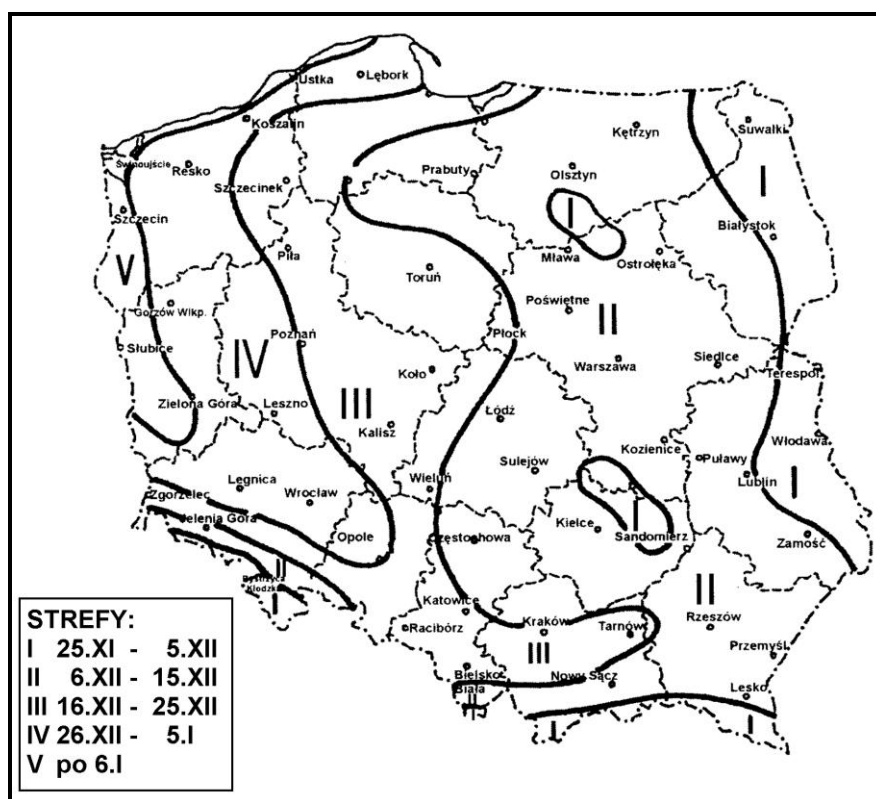 Ustka
Lębork
Koszalin
Kętrzyn
Suwałki
Świnoujście
Resko
Szczecinek
Prabuty
Olsztyn
I
I
Szczecin
Białystok
Piła
Mława
Ostrołęka
V
Toruń
Gorzów Wlkp.
Poświętne
II
Słubice
Poznań
Płock
IV
Koło
Warszawa
Siedlce
Terespol
Zielona Góra
Leszno
III
Kalisz
Łódź
Kozienice
Włodawa
Legnica
Wieluń
Sulejów
Puławy
Lublin
I
Zgorzelec
Wrocław
Jelenia Góra
Opole
Częstochowa
Kielce
I
Sandomierz
Zamość
II
Bystrzyca
Kłodzka
I
Katowice
II
Racibórz
Kraków
Tarnów
Rzeszów
III
Przemyśl
Bielsko
Biała
Nowy Sącz
Lesko
II
I
I
STREFY:
I 25.XI - 5.XII
II 6.XII - 15.XII
III 16.XII - 25.XII
IV 26.XII - 5.I
V po 6.I